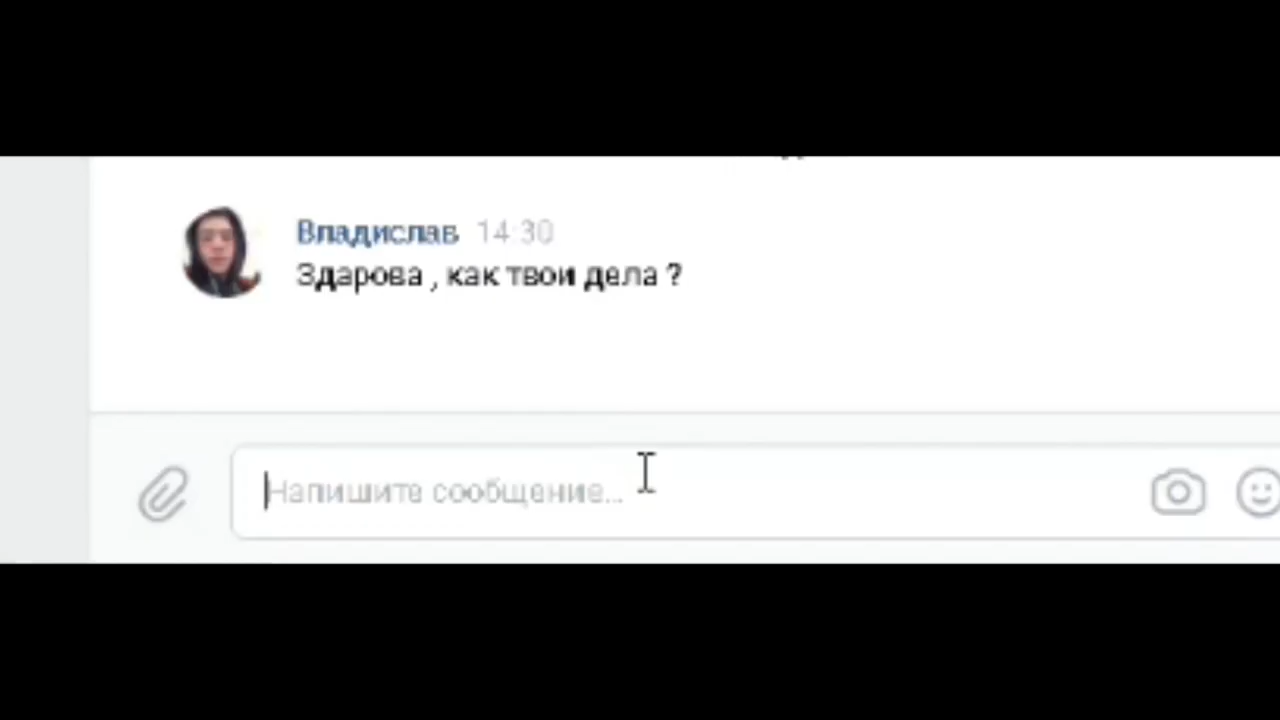 Владислав 14:30
Здарова , как твои дела ?
Напишите сообщение...